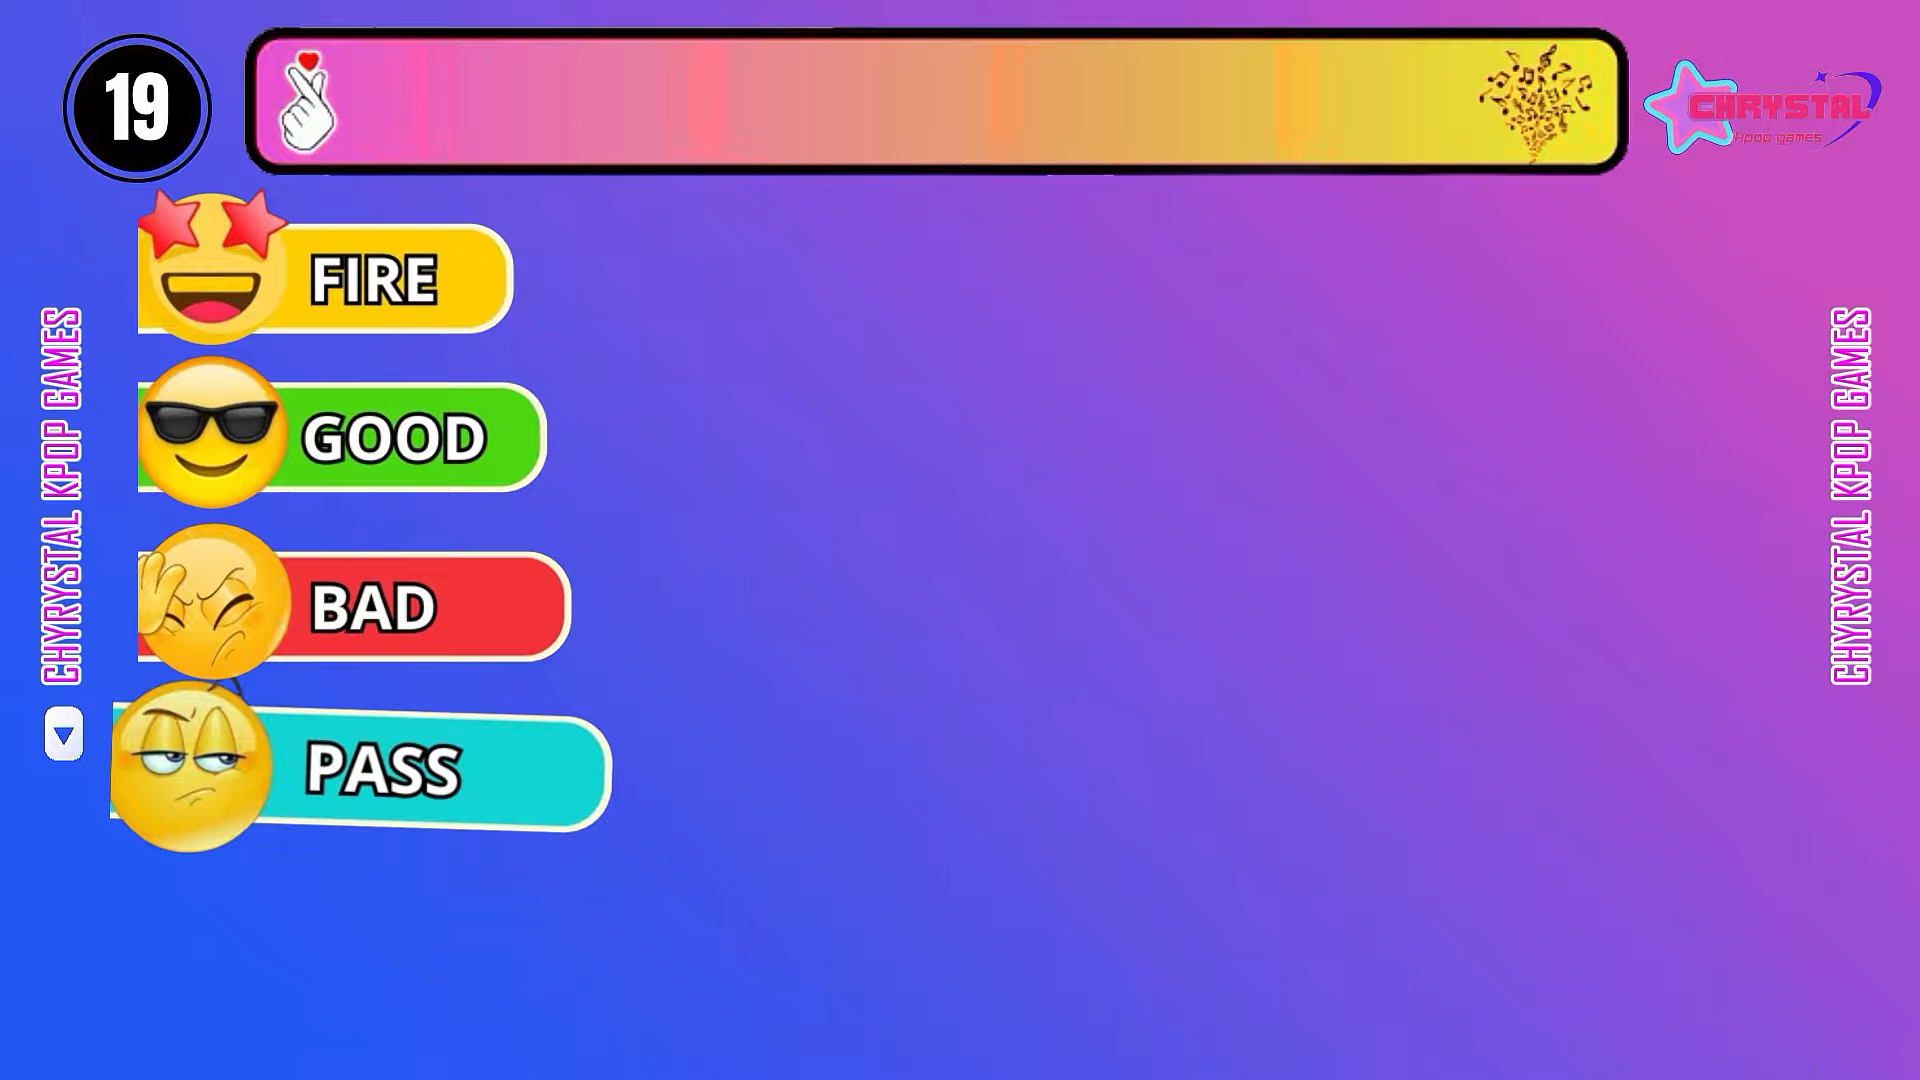 19
CHRYSTAL
kpop games
FIRE
GOOD
BAD
PASS
CHYRYSTAL KPOP GAMES
CHYRYSTAL KPOP GAMES